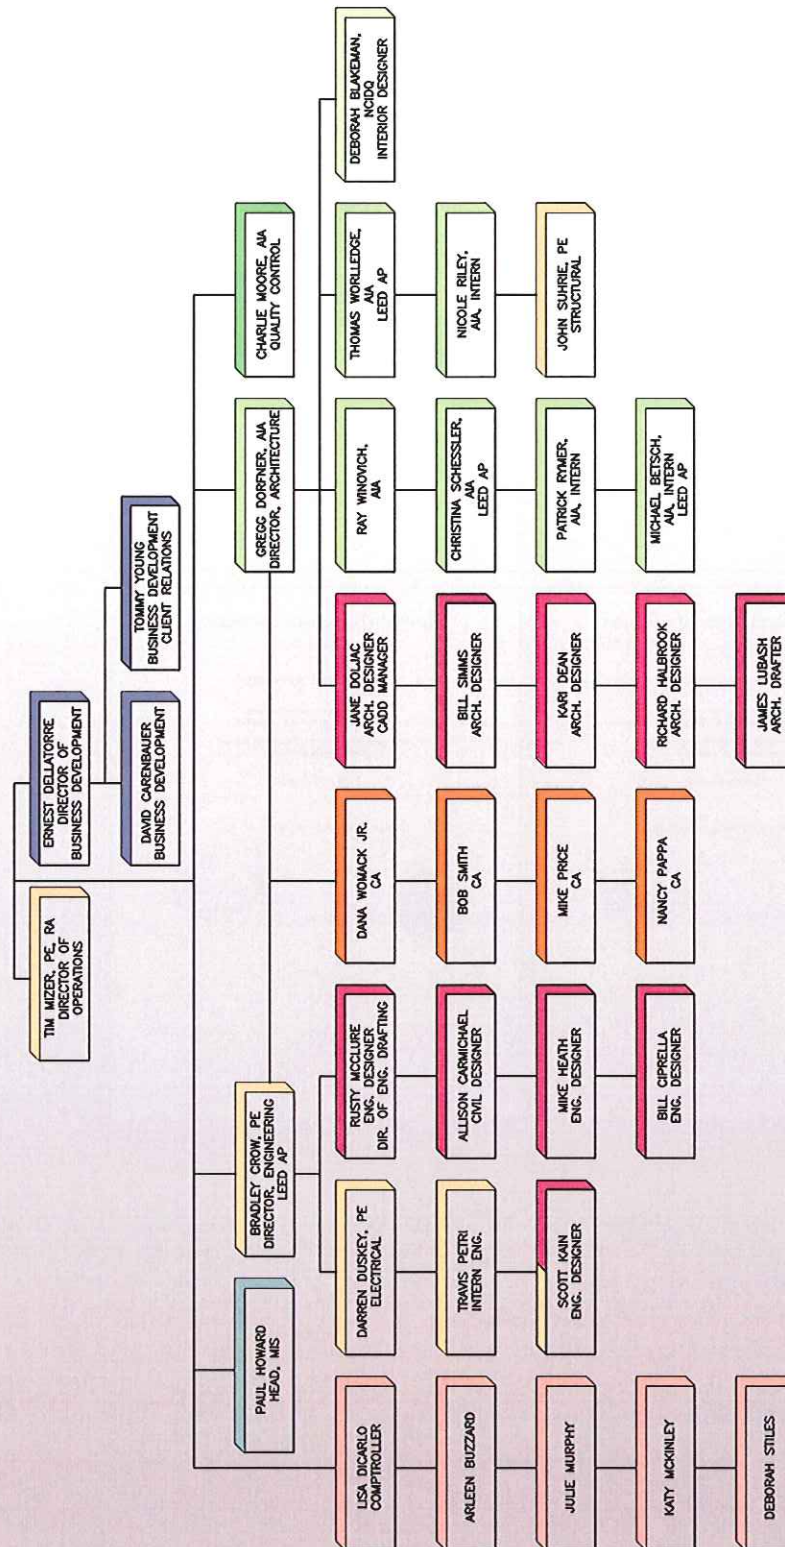 TIM MIZER, PE, RA
DIRECTOR OF
OPERATIONS
ERNEST DELLATORRE
DIRECTOR OF
BUSINESS DEVELOPMENT
DAVID CARENBAUER
BUSINESS DEVELOPMENT
TOMMY YOUNG
BUSINESS DEVELOPMENT
CLIENT RELATIONS
PAUL HOWARD
HEAD, MIS
BRADLEY CROW, PE
DIRECTOR, ENGINEERING
LEED AP
GREGG DORFNER, AIA
DIRECTOR, ARCHITECTURE
CHARLIE MOORE, AIA
QUALITY CONTROL
LISA DICARLO
COMPTROLLER
ARLEEN BUZZARD
JULIE MURPHY
KATY MCKINLEY
DEBORAH STILES
DARREN DUSKEY, PE
ELECTRICAL
TRAVIS PETRI
INTERN ENG.
SCOTT KAIN
ENG. DESIGNER
RUSTY MCCLURE
ENG. DESIGNER
DIR. OF ENG. DRAFTING
ALLISON CARMICHAEL
CIVIL DESIGNER
MIKE HEATH
ENG. DESIGNER
BILL CIPRELLA
ENG. DESIGNER
DANA WOMACK JR.
CA
BOB SMITH
CA
MIKE PRICE
CA
NANCY PAPPA
CA
JANE DOLJAC
ARCH. DESIGNER
CADD MANAGER
BILL SIMMS
ARCH. DESIGNER
KARI DEAN
ARCH. DESIGNER
RICHARD HALBROOK
ARCH. DESIGNER
JAMES LUBASH
ARCH. DRAFTER
RAY WINOVICH,
AIA
CHRISTINA SCHESSLER,
AIA
LEED AP
PATRICK RYMER,
AIA, INTERN
MICHAEL BETSCH,
AIA, INTERN
LEED AP
THOMAS WORLLEDGE,
AIA
LEED AP
NICOLE RILEY,
AIA, INTERN
JOHN SUHRIE, PE
STRUCTURAL
DEBORAH BLAKEMAN,
NCIDQ
INTERIOR DESIGNER